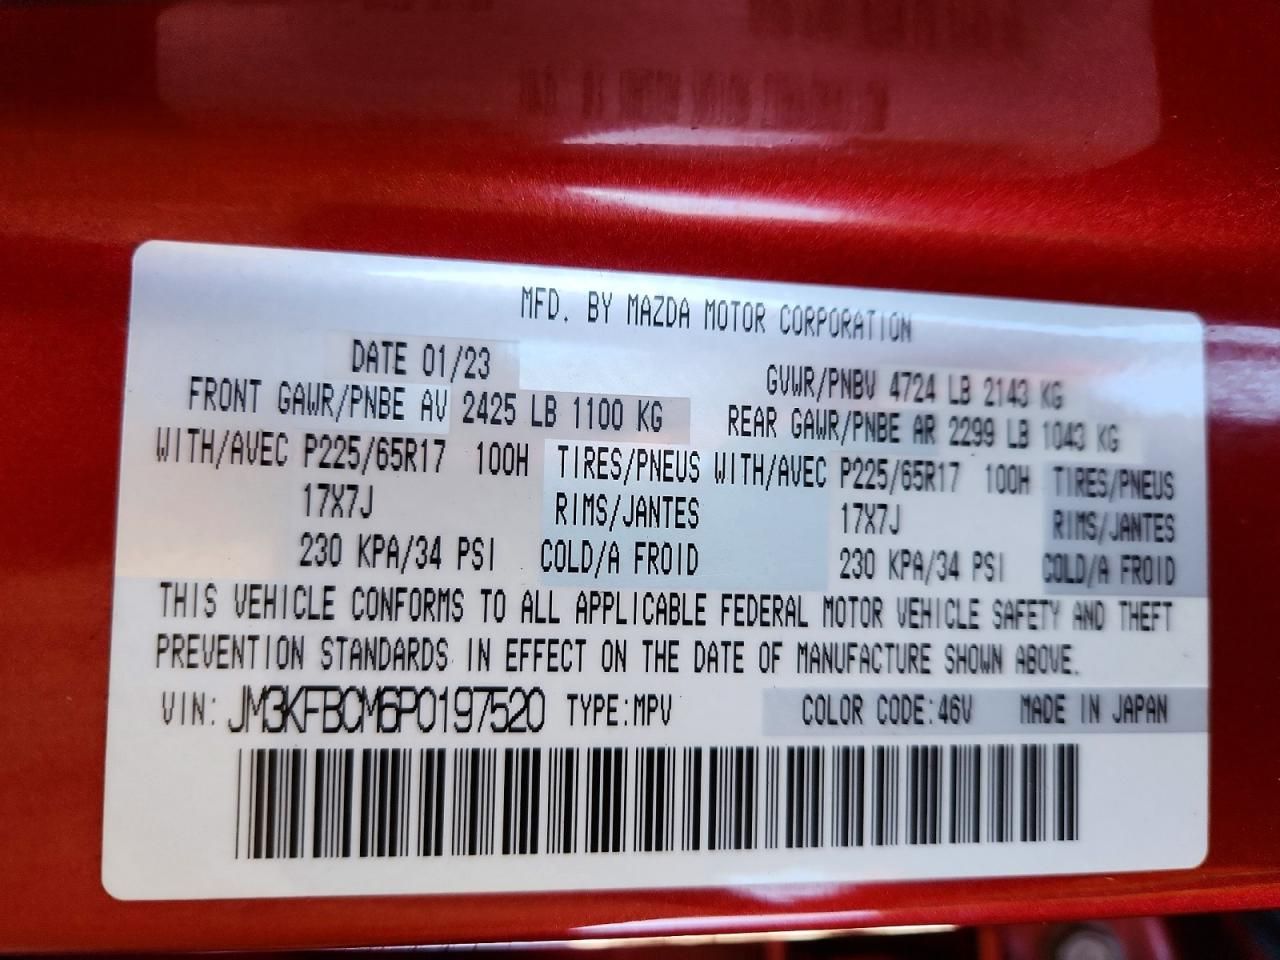 MFD. BY MAZDA MOTOR CORPORATION
DATE 01/23 GVWR/PNBV 4724 LB 2143 KG
FRONT GAWR/PNBE AV 2425 LB 1100 KG REAR GAWR/PNBE AR 2299 LB 1043 KG
WITH/AVEC P225/65R17 100H TIRES/PNEUS WITH/AVEC P225/65R17 100H TIRES/PNEUS
17X7J RIMS/JANTES 17X7J RIMS/JANTES
230 KPA/34 PSI COLD/A FROID 230 KPA/34 PSI COLD/A FROID
THIS VEHICLE CONFORMS TO ALL APPLICABLE FEDERAL MOTOR VEHICLE SAFETY AND THEFT
PREVENTION STANDARDS IN EFFECT ON THE DATE OF MANUFACTURE SHOWN ABOVE.
VIN: JM3KFBCM6P0197520 TYPE:MPV COLOR CODE:46V MADE IN JAPAN